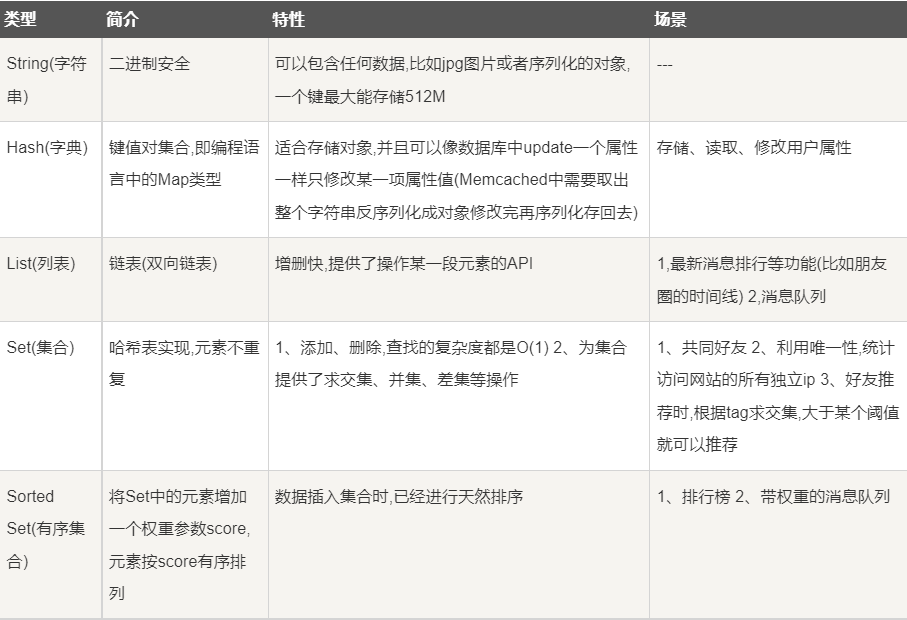 类型 简介 特性 场景
String(字符
串)
二进制安全
可以包含任何数据,比如jpg图片或者序列化的对象,
一个键最大能存储512M
---
Hash(字典)
键值对集合,即编程语
言中的Map类型
适合存储对象,并且可以像数据库中update一个属性
一样只修改某一项属性值(Memcached中需要取出
整个字符串反序列化成对象修改完再序列化存回去)
存储、读取、修改用户属性
List(列表)
链表(双向链表)
增删快,提供了操作某一段元素的API
1,最新消息排行等功能(比如朋友
圈的时间线) 2,消息队列
Set(集合)
哈希表实现,元素不重
复
1、添加、删除,查找的复杂度都是O(1) 2、为集合
提供了求交集、并集、差集等操作
1、共同好友 2、利用唯一性,统计
访问网站的所有独立ip 3、好友推
荐时,根据tag求交集,大于某个阈值
就可以推荐
Sorted
Set(有序集
合)
将Set中的元素增加
一个权重参数score,
元素按score有序排
列
数据插入集合时,已经进行天然排序
1、排行榜 2、带权重的消息队列